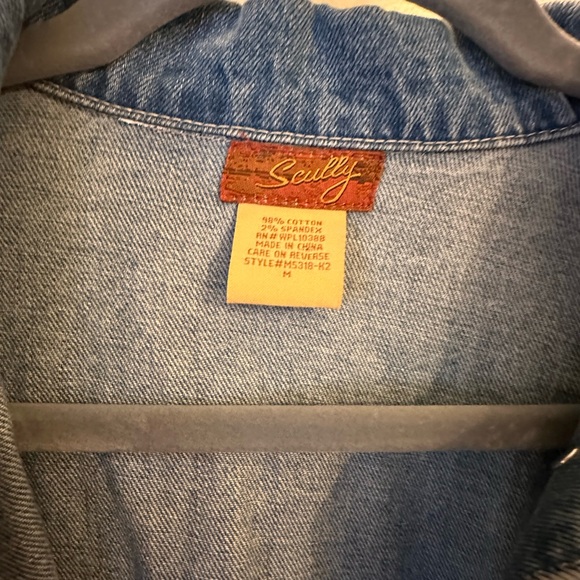 Scully
98% COTTON
2% SPANDEX
RN# WPL10388
MADE IN CHINA
CARE ON REVERSE
STYLE#M5318-K2
M